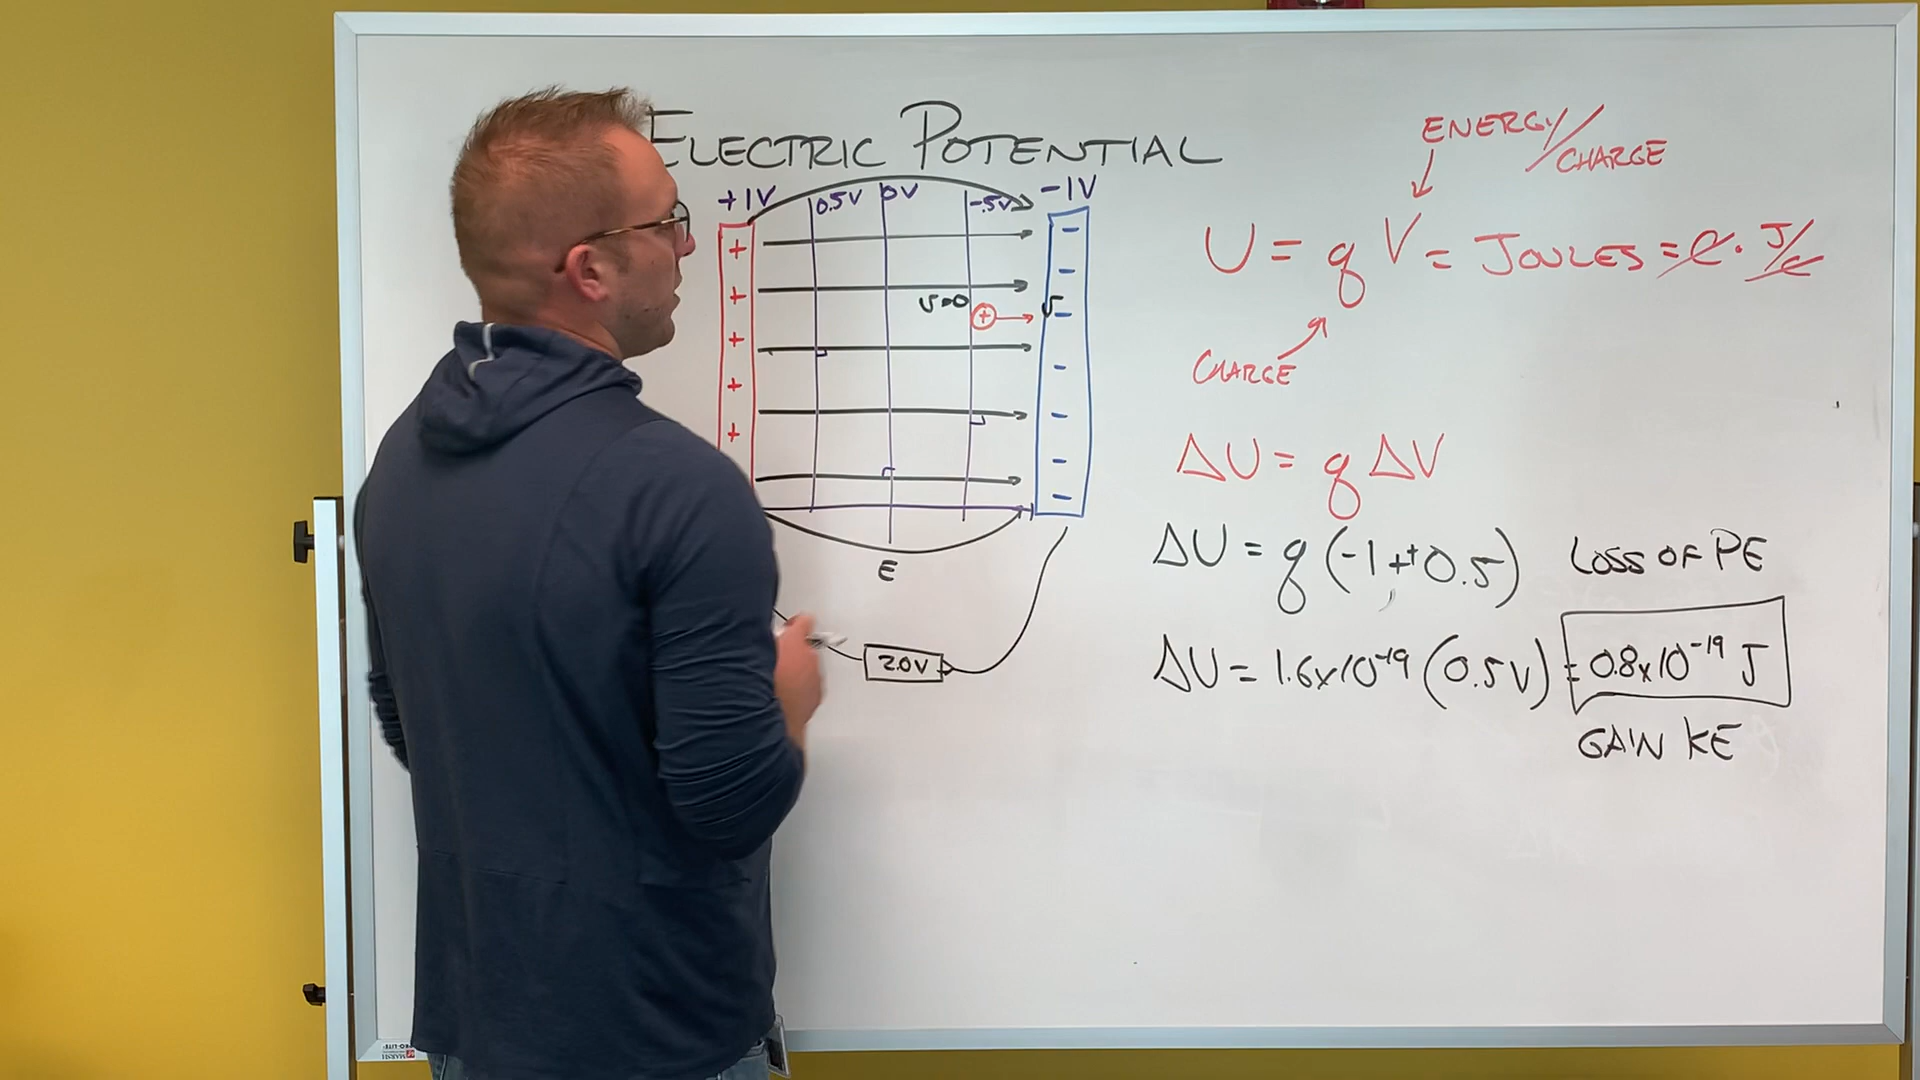 ELECTRIC POTENTIAL
+1V 0.5V 0V -.5V -1V
+ -
+ -
V=0 + V -
+ -
+ -
+ -
-
E
2.0V
ENERGY/CHARGE
U = q V = JOULES = C · J/C
CHARGE
ΔU = q ΔV
ΔU = q (-1 + +0.5) LOSS OF PE
ΔU = 1.6x10^-19 (0.5V) = 0.8x10^-19 J
GAIN KE
MARSH